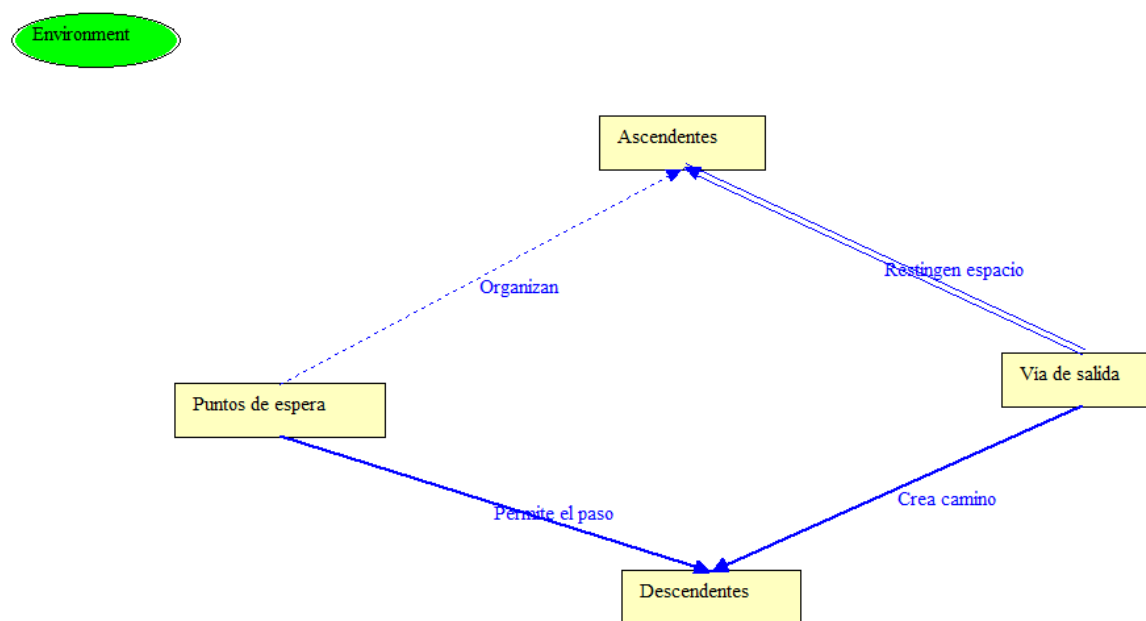 Environment
Ascendentes
Restingen espacio
Organizan
Via de salida
Puntos de espera
Crea camino
Permite el paso
Descendentes